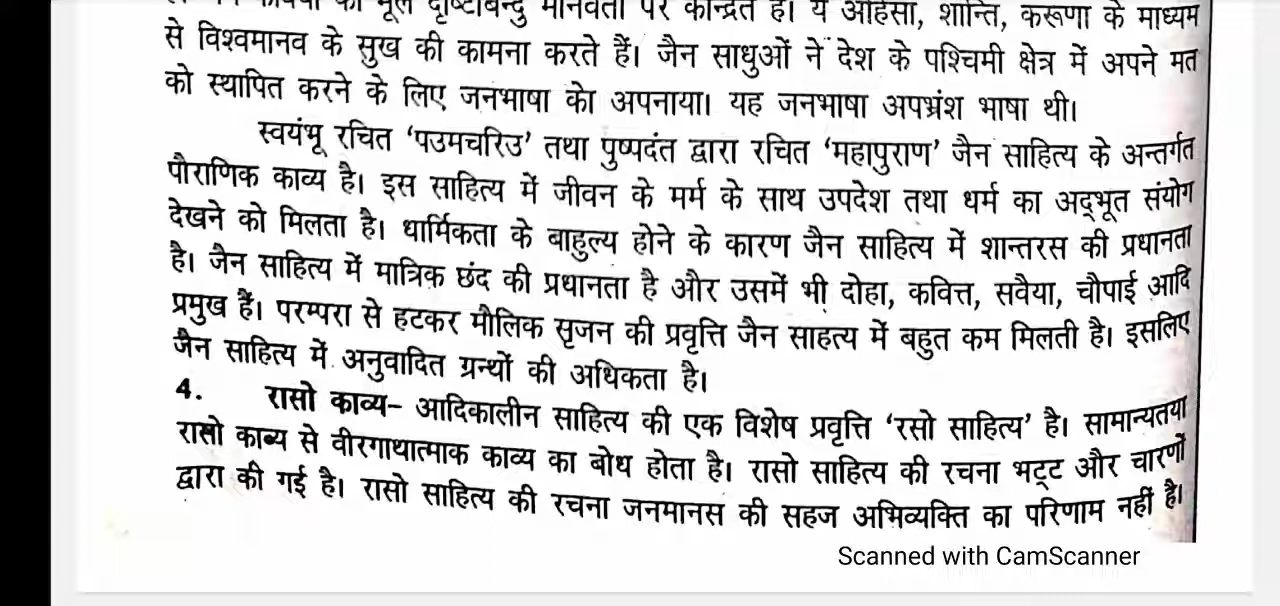 मूल दृष्टिबिन्दु मानवता पर केन्द्रित है। ये अहिंसा, शान्ति, करूणा के माध्यम
से विश्वमानव के सुख की कामना करते हैं। जैन साधुओं ने देश के पश्चिमी क्षेत्र में अपने मत
को स्थापित करने के लिए जनभाषा केा अपनाया। यह जनभाषा अपभ्रंश भाषा थी।
स्वयंभू रचित ‘पउमचरिउ’ तथा पुष्पदंत द्वारा रचित ‘महापुराण’ जैन साहित्य के अन्तर्गत
पौराणिक काव्य है। इस साहित्य में जीवन के मर्म के साथ उपदेश तथा धर्म का अद्भूत संयोग
देखने को मिलता है। धार्मिकता के बाहुल्य होने के कारण जैन साहित्य में शान्तरस की प्रधानता
है। जैन साहित्य में मात्रिक छंद की प्रधानता है और उसमें भी दोहा, कवित्त, सवैया, चौपाई आदि
प्रमुख हैं। परम्परा से हटकर मौलिक सृजन की प्रवृत्ति जैन साहत्य में बहुत कम मिलती है। इसलिए
जैन साहित्य में अनुवादित ग्रन्थों की अधिकता है।
4. रासो काव्य– आदिकालीन साहित्य की एक विशेष प्रवृत्ति ‘रसो साहित्य’ है। सामान्यतया
रासो काव्य से वीरगाथात्माक काव्य का बोध होता है। रासो साहित्य की रचना भट्ट और चारणों
द्वारा की गई है। रासो साहित्य की रचना जनमानस की सहज अभिव्यक्ति का परिणाम नहीं है।
Scanned with CamScanner